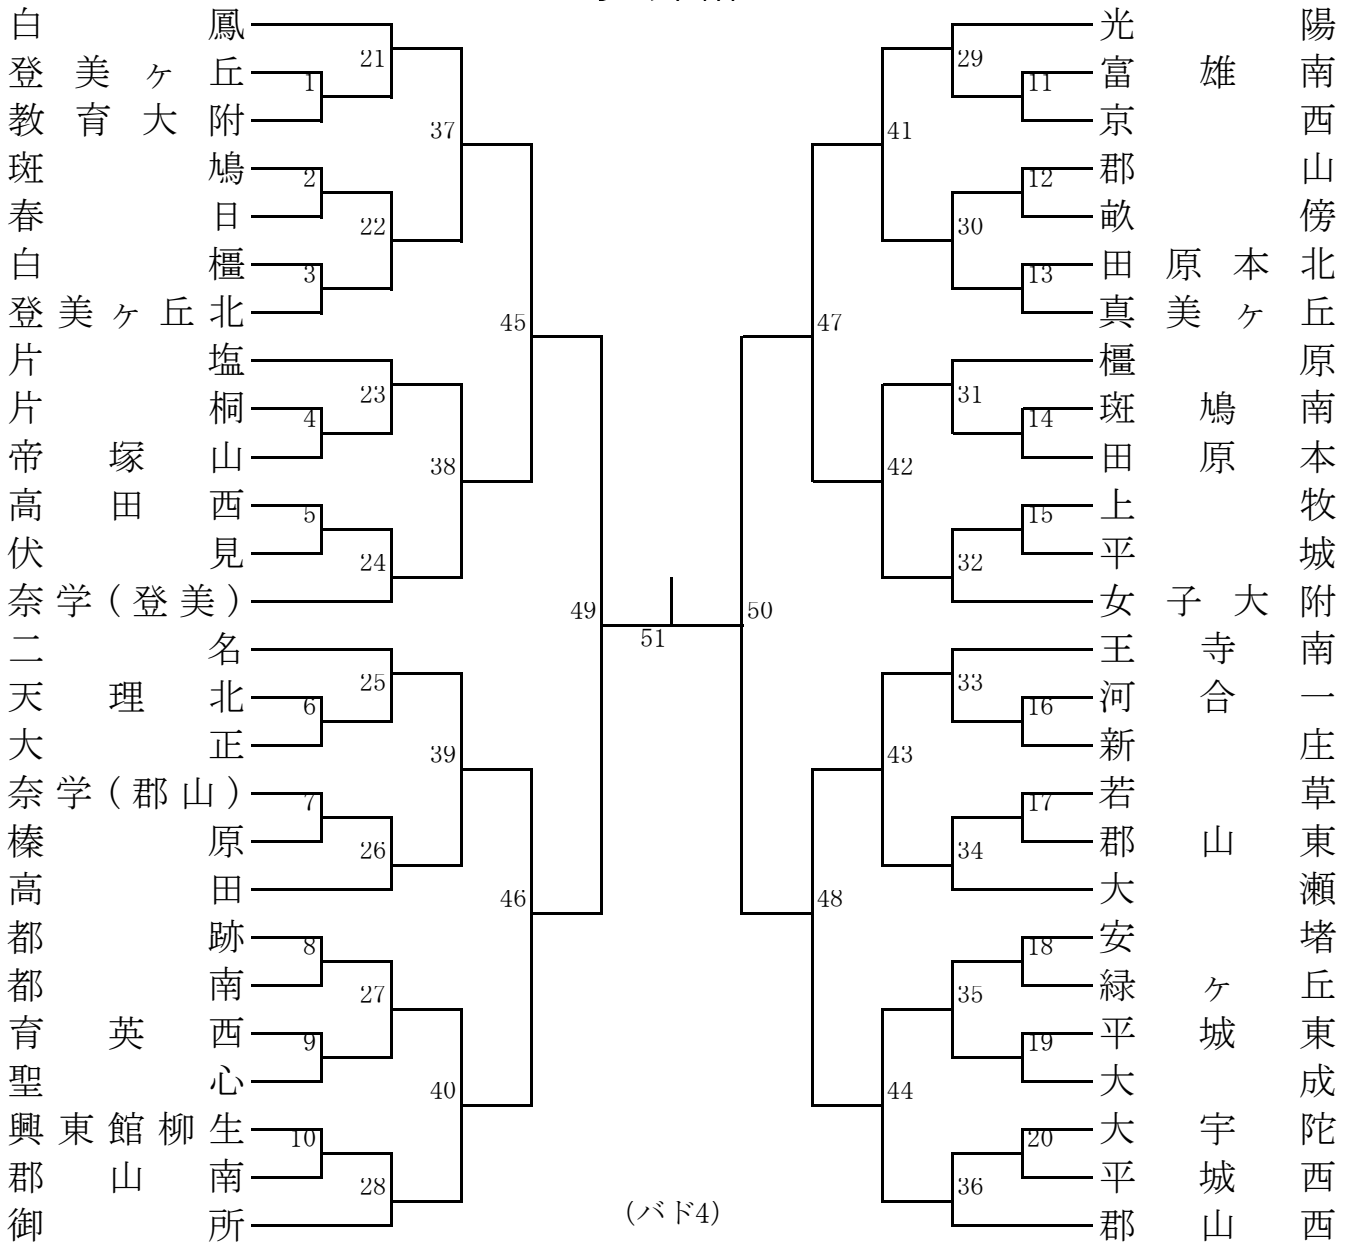 白鳳
21
登美ヶ丘
1
教育大附
37
斑鳩
2
春日
22
白橿
3
登美ヶ丘北
45
片塩
23
片桐
4
帝塚山
38
高田西
5
伏見
24
奈学(登美)
49
二名
25
天理北
6
大正
39
奈学(郡山)
7
榛原
26
高田
46
都跡
8
都南
27
育英西
9
聖心
40
興東館柳生
10
郡山南
28
御所
51
(バド4)
光陽
29
富雄南
11
京西
41
郡山
12
畝傍
30
田原本北
13
真美ヶ丘
47
橿原
31
斑鳩南
14
田原本
42
上牧
15
平城
32
女子大附
50
王寺南
33
河合一
16
新庄
43
若草
17
郡山東
34
大瀬
48
安堵
18
緑ヶ丘
35
平城東
19
大成
44
大宇陀
20
平城西
36
郡山西